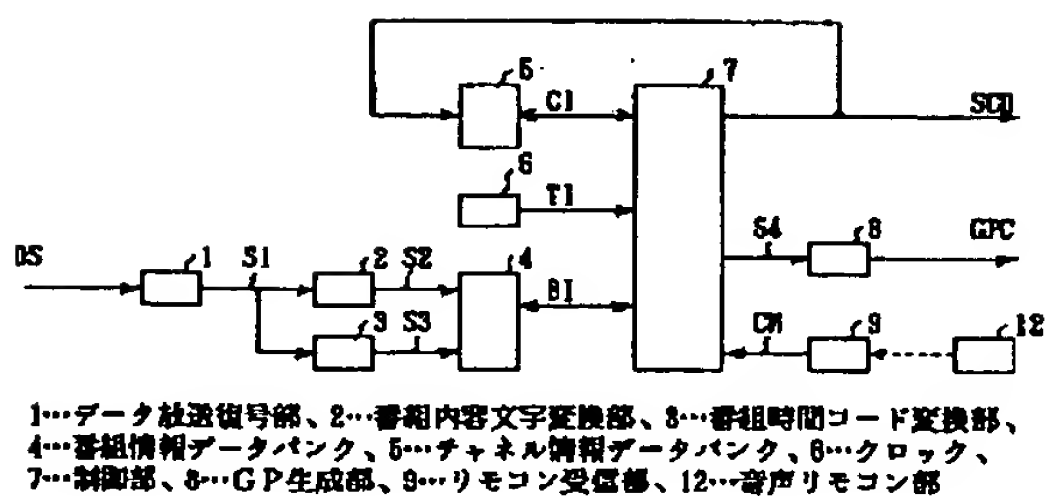 5
7
CI
SCD
6
TI
S4
8
GPC
DS
1
S1
2
S2
4
BI
3
S3
CM
9
12
1…データ放送復号部、2…番組内容文字変換部、3…番組時間コード変換部、
4…番組情報データバンク、5…チャネル情報データバンク、6…クロック、
7…制御部、8…GP生成部、9…リモコン受信部、12…音声リモコン部